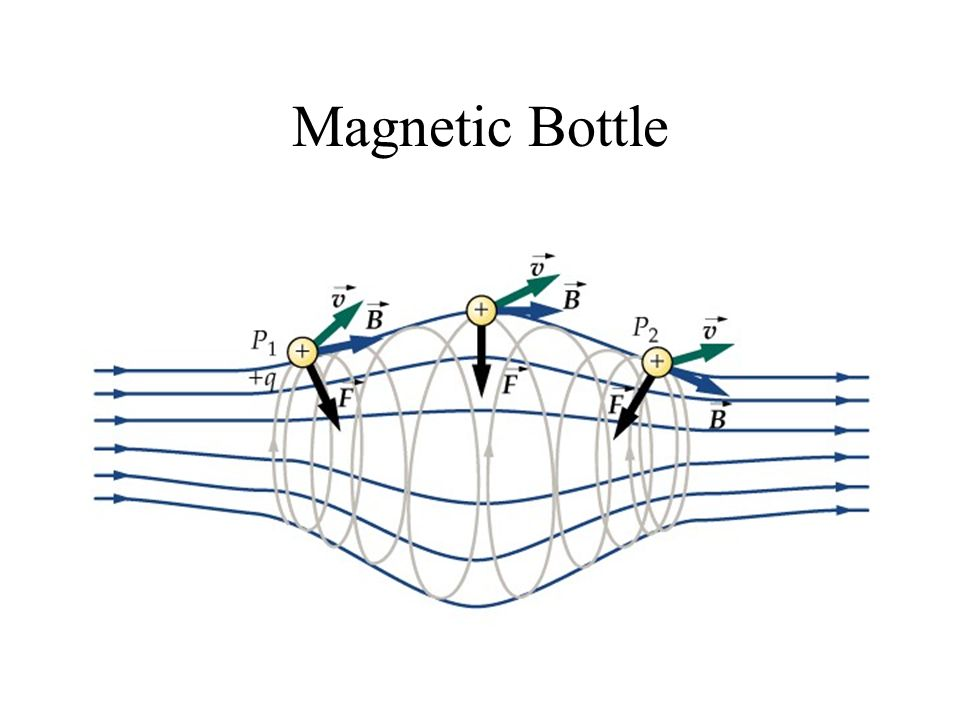 Magnetic Bottle
P₁
+q
v⃗
B⃗
F⃗
+
v⃗
B⃗
F⃗
+
P₂
v⃗
B⃗
F⃗
+